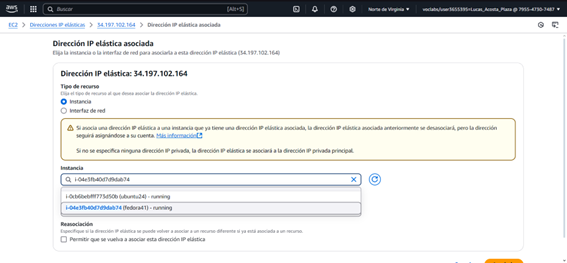 aws
Buscar
[Alt+S]
Norte de Virginia
voclabs/user3655395=Lucas_Acosta_Plaza @ 7955-4730-7487
EC2 > Direcciones IP elásticas > 34.197.102.164 > Dirección IP elástica asociada
Dirección IP elástica asociada
Elija la instancia o la interfaz de red para asociarla a esta dirección IP elástica (34.197.102.164)
Dirección IP elástica: 34.197.102.164
Tipo de recurso
Elija el tipo de recurso al que desea asociar la dirección IP elástica.
Instancia
Interfaz de red
Si asocia una dirección IP elástica a una instancia que ya tiene una dirección IP elástica asociada, la dirección IP elástica asociada anteriormente se desasociará, pero la dirección
seguirá asignándose a su cuenta. Más información
Si no se especifica ninguna dirección IP privada, la dirección IP elástica se asociará a la dirección IP privada principal.
Instancia
i-04e3fb40d7d9dab74
i-0cb6bebfff773d50b (ubuntu24) - running
i-04e3fb40d7d9dab74 (fedora41) - running
Reasociación
Especifique si la dirección IP elástica se puede volver a asociar a un recurso diferente si ya está asociada a un recurso.
Permitir que se vuelva a asociar esta dirección IP elástica